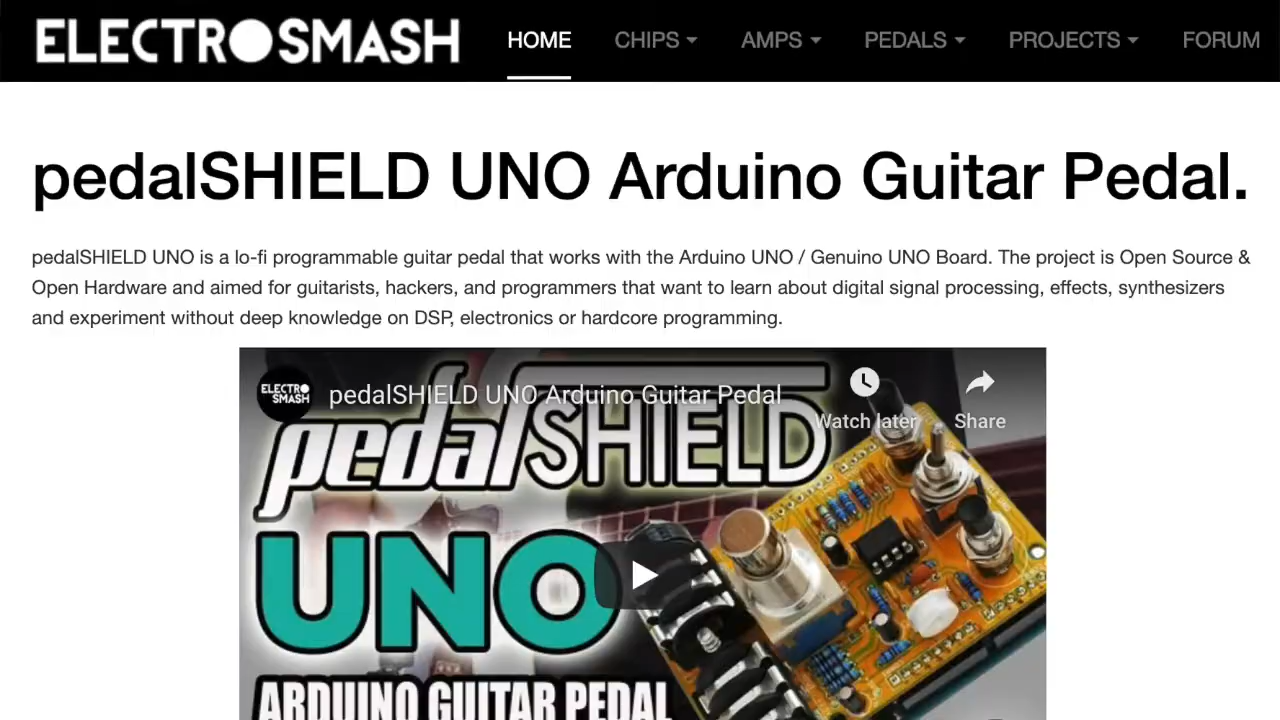 ELECTROSMASH HOME CHIPS AMPS PEDALS PROJECTS FORUM
pedalSHIELD UNO Arduino Guitar Pedal.
pedalSHIELD UNO is a lo-fi programmable guitar pedal that works with the Arduino UNO / Genuino UNO Board. The project is Open Source &
Open Hardware and aimed for guitarists, hackers, and programmers that want to learn about digital signal processing, effects, synthesizers
and experiment without deep knowledge on DSP, electronics or hardcore programming.
ELECTRO
SMASH
pedalSHIELD UNO Arduino Guitar Pedal
Watch later
Share
pedalSHIELD
UNO
ARDUINO GUITAR PEDAL